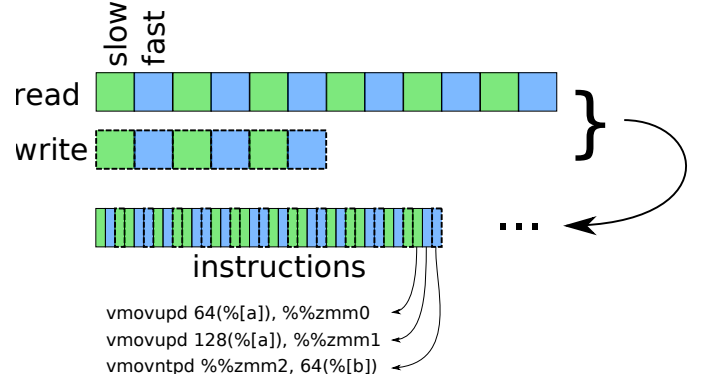 slow
fast
read
write
}
...
instructions
vmovupd 64(%[a]), %%zmm0
vmovupd 128(%[a]), %%zmm1
vmovntpd %%zmm2, 64(%[b])